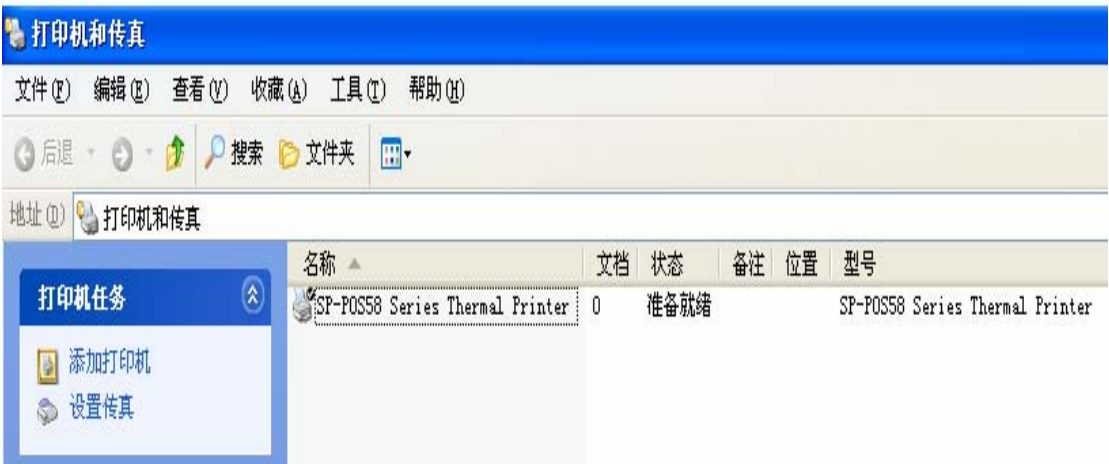 打印机和传真
文件(F) 编辑(E) 查看(V) 收藏(A) 工具(T) 帮助(H)
后退 搜索 文件夹
地址(D) 打印机和传真
名称 文档 状态 备注 位置 型号
SP-POS58 Series Thermal Printer 0 准备就绪 SP-POS58 Series Thermal Printer
打印机任务
添加打印机
设置传真